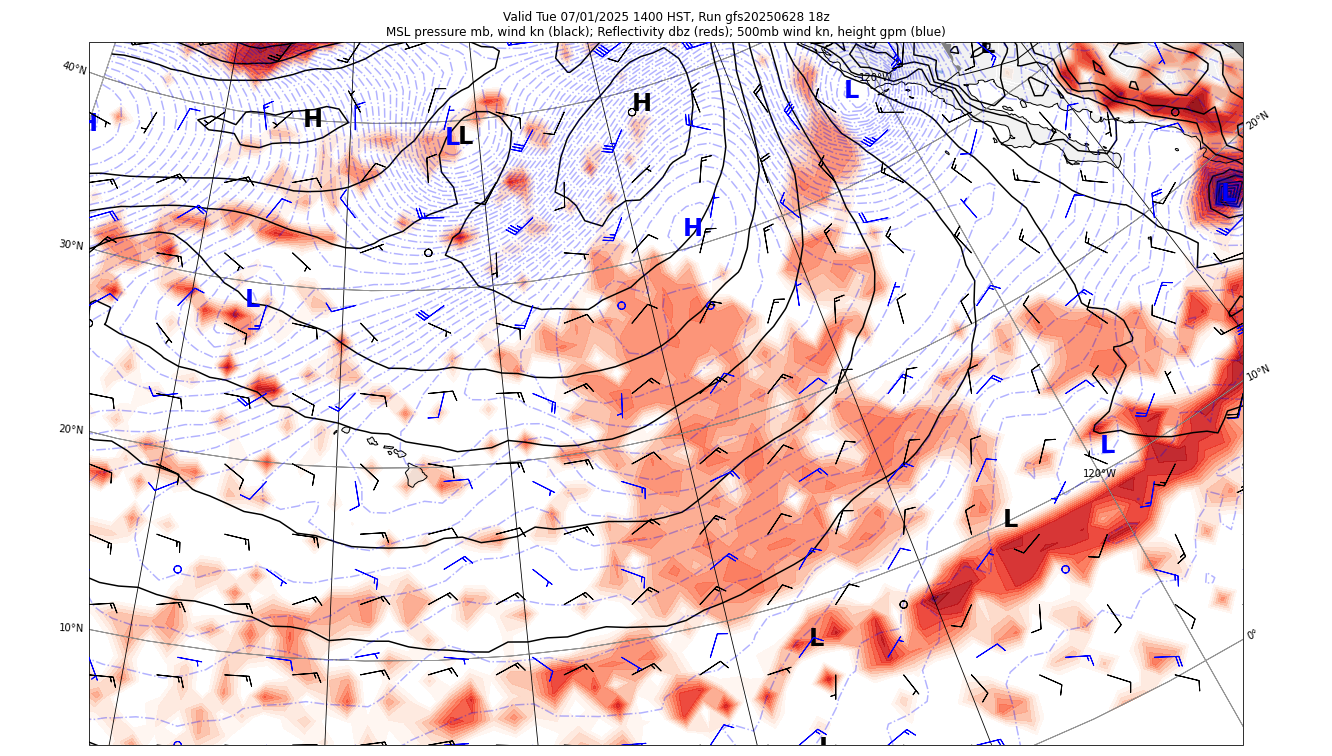 Valid Tue 07/01/2025 1400 HST, Run gfs20250628 18z
MSL pressure mb, wind kn (black); Reflectivity dbz (reds); 500mb wind kn, height gpm (blue)
L
40°N
120°W
L
H
H
H
20°N
L
L
L
H
30°N
L
10°N
20°N
L
120°W
L
10°N
L
0°
L